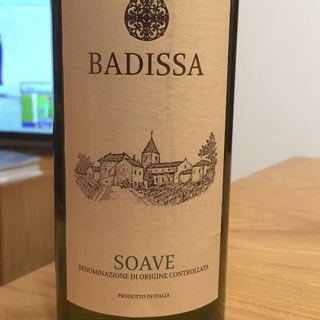 BADISSA
SOAVE
DENOMINAZIONE DI ORIGINE CONTROLLATA
PRODOTTO IN ITALIA